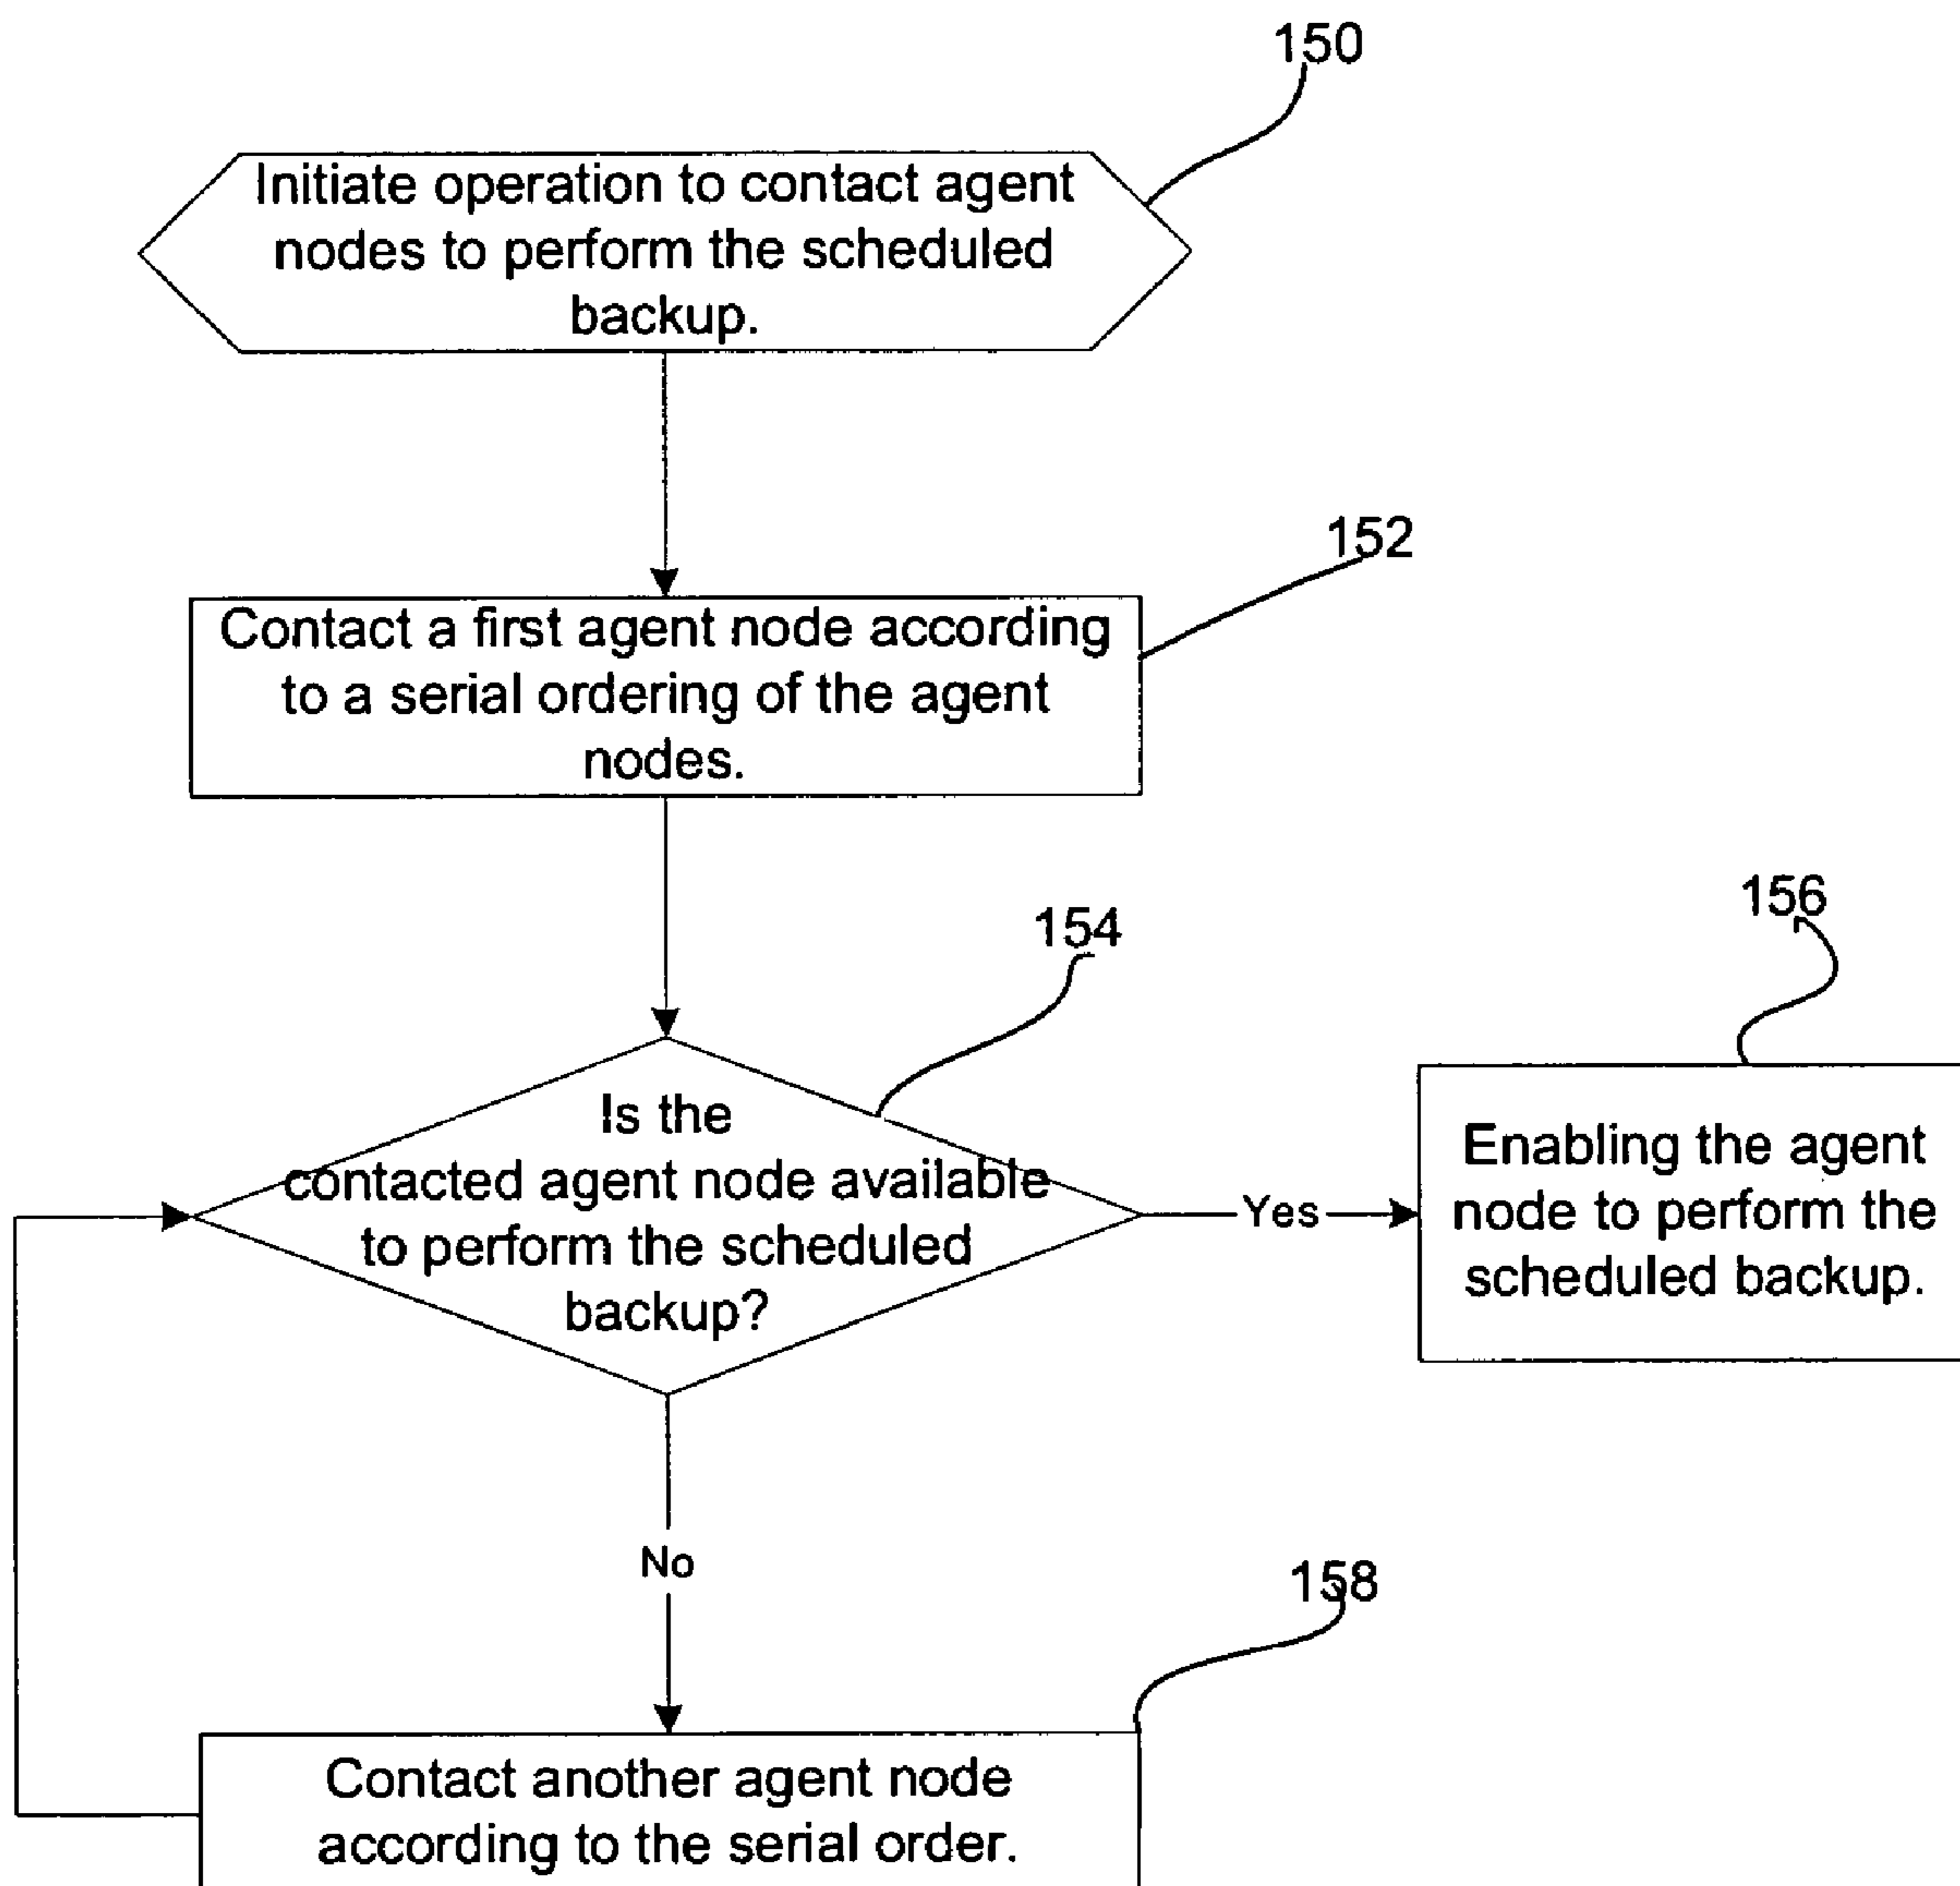 150
Initiate operation to contact agent
nodes to perform the scheduled
backup.
152
Contact a first agent node according
to a serial ordering of the agent
nodes.
154
Is the
contacted agent node available
to perform the scheduled
backup?
Yes
156
Enabling the agent
node to perform the
scheduled backup.
No
158
Contact another agent node
according to the serial order.